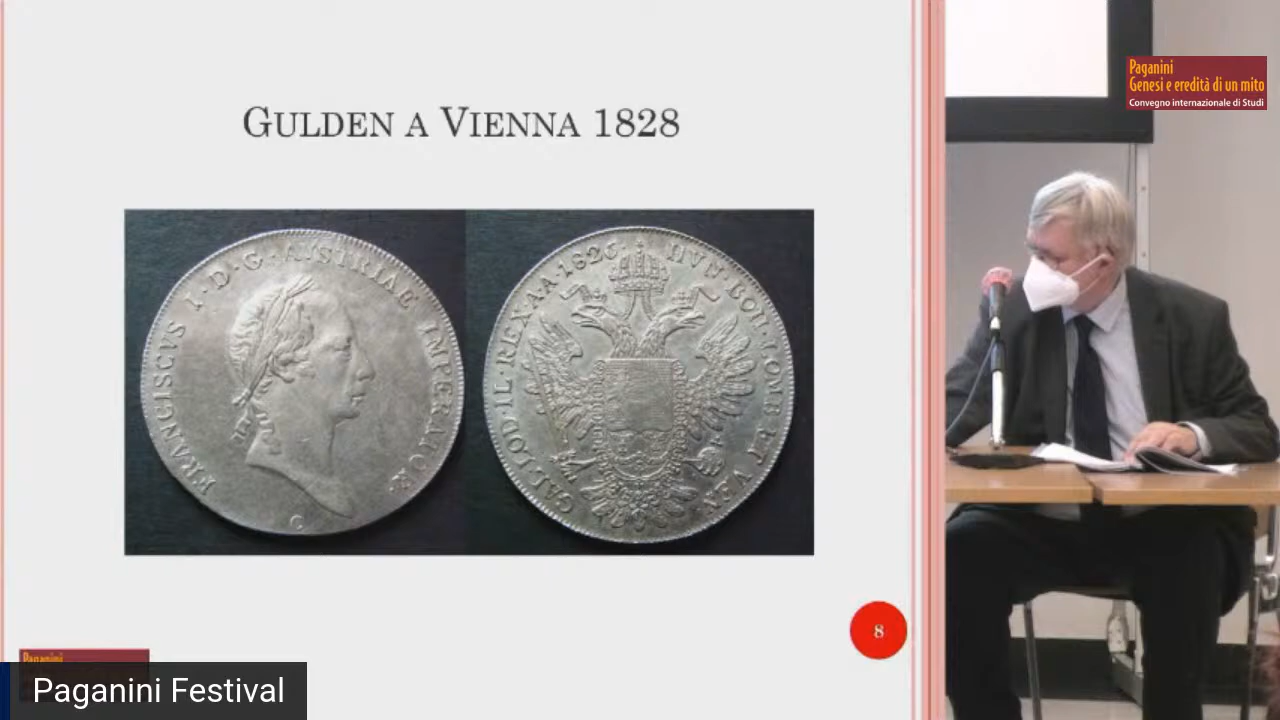 GULDEN A VIENNA 1828
FRANCISCVS I·D·G·AVSTRIAE IMPERATOR·
C
GAL·LOD·IL·REX·A·A·1826· HVN·BOH·LOMB·ET VEN·
8
Paganini
Genesi e eredità di un mito
Convegno internazionale di Studi
Paganini
Paganini Festival